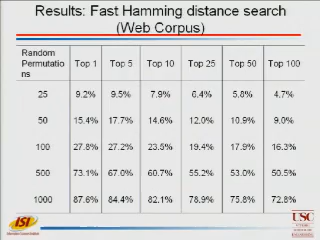 Results: Fast Hamming distance search
(Web Corpus)
Random Permutatio ns Top 1 Top 5 Top 10 Top 25 Top 50 Top 100
25 9.2% 9.5% 7.9% 6.4% 5.8% 4.7%
50 15.4% 17.7% 14.6% 12.0% 10.9% 9.0%
100 27.8% 27.2% 23.5% 19.4% 17.9% 16.3%
500 73.1% 67.0% 60.7% 55.2% 53.0% 50.5%
1000 87.6% 84.4% 82.1% 78.9% 75.8% 72.8%
ISI
USC